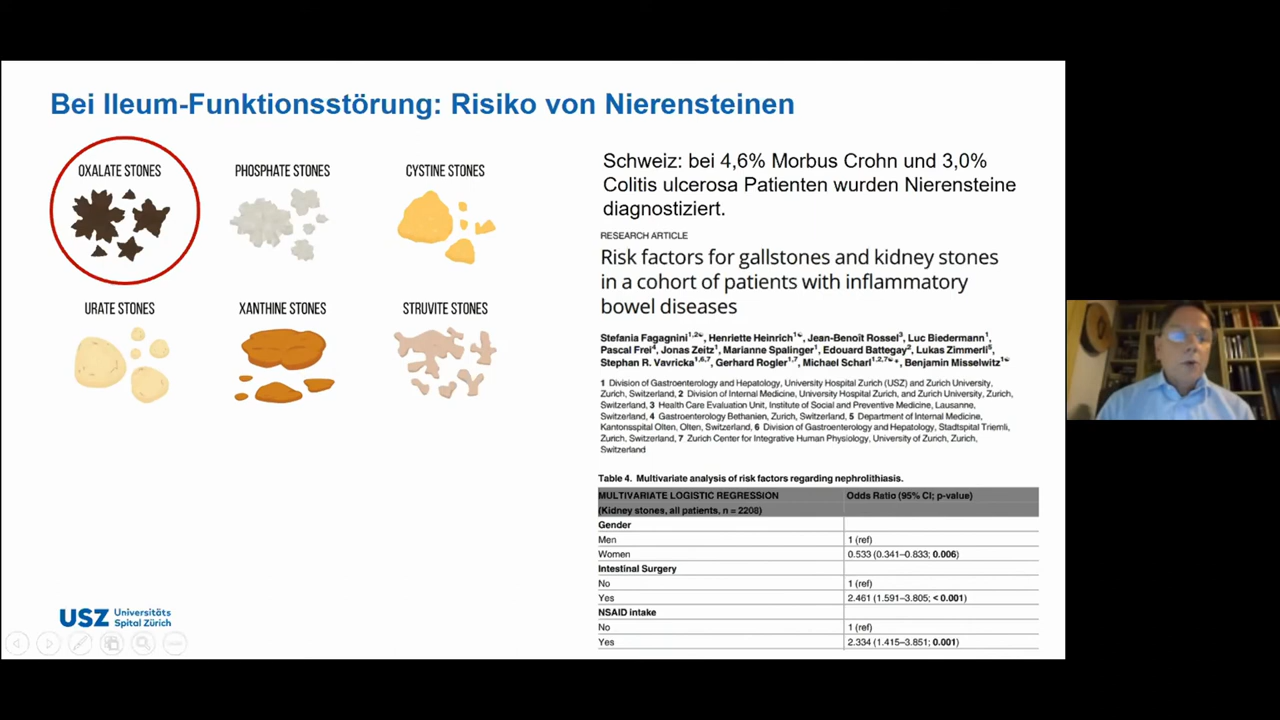 Bei Ileum-Funktionsstörung: Risiko von Nierensteinen
OXALATE STONES
PHOSPHATE STONES
CYSTINE STONES
URATE STONES
XANTHINE STONES
STRUVITE STONES
Schweiz: bei 4,6% Morbus Crohn und 3,0%
Colitis ulcerosa Patienten wurden Nierensteine
diagnostiziert.
RESEARCH ARTICLE
Risk factors for gallstones and kidney stones
in a cohort of patients with inflammatory
bowel diseases
Stefania Fagagnini1,2☯, Henriette Heinrich1☯, Jean-Benoît Rossel3, Luc Biedermann1,
Pascal Frei4, Jonas Zeitz1, Marianne Spalinger1, Edouard Battegay2, Lukas Zimmerli5,
Stephan R. Vavricka1,6,7, Gerhard Rogler1,7, Michael Scharl1,2,7☯*, Benjamin Misselwitz1☯
1 Division of Gastroenterology and Hepatology, University Hospital Zurich (USZ) and Zurich University,
Zurich, Switzerland, 2 Division of Internal Medicine, University Hospital Zurich, and Zurich University, Zurich,
Switzerland, 3 Health Care Evaluation Unit, Institute of Social and Preventive Medicine, Lausanne,
Switzerland, 4 Gastroenterology Bethanien, Zurich, Switzerland, 5 Department of Internal Medicine,
Kantonsspital Olten, Olten, Switzerland, 6 Division of Gastroenterology and Hepatology, Stadtspital Triemli,
Zurich, Switzerland, 7 Zurich Center for Integrative Human Physiology, University of Zurich, Zurich,
Switzerland
Table 4. Multivariate analysis of risk factors regarding nephrolithiasis.
MULTIVARIATE LOGISTIC REGRESSION Odds Ratio (95% CI; p-value)
(Kidney stones, all patients, n = 2208)
Gender
Men 1 (ref)
Women 0.533 (0.341–0.833; 0.006)
Intestinal Surgery
No 1 (ref)
Yes 2.461 (1.591–3.805; < 0.001)
NSAID intake
No 1 (ref)
Yes 2.334 (1.415–3.851; 0.001)
USZ Universitäts
Spital Zürich